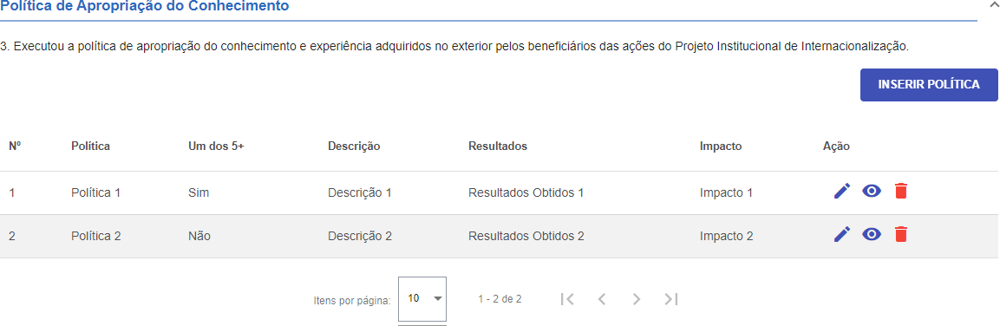 Política de Apropriação do Conhecimento
3. Executou a política de apropriação do conhecimento e experiência adquiridos no exterior pelos beneficiários das ações do Projeto Institucional de Internacionalização.
INSERIR POLÍTICA
Nº Política Um dos 5+ Descrição Resultados Impacto Ação
1 Política 1 Sim Descrição 1 Resultados Obtidos 1 Impacto 1
2 Política 2 Não Descrição 2 Resultados Obtidos 2 Impacto 2
Itens por página: 10 1 - 2 de 2